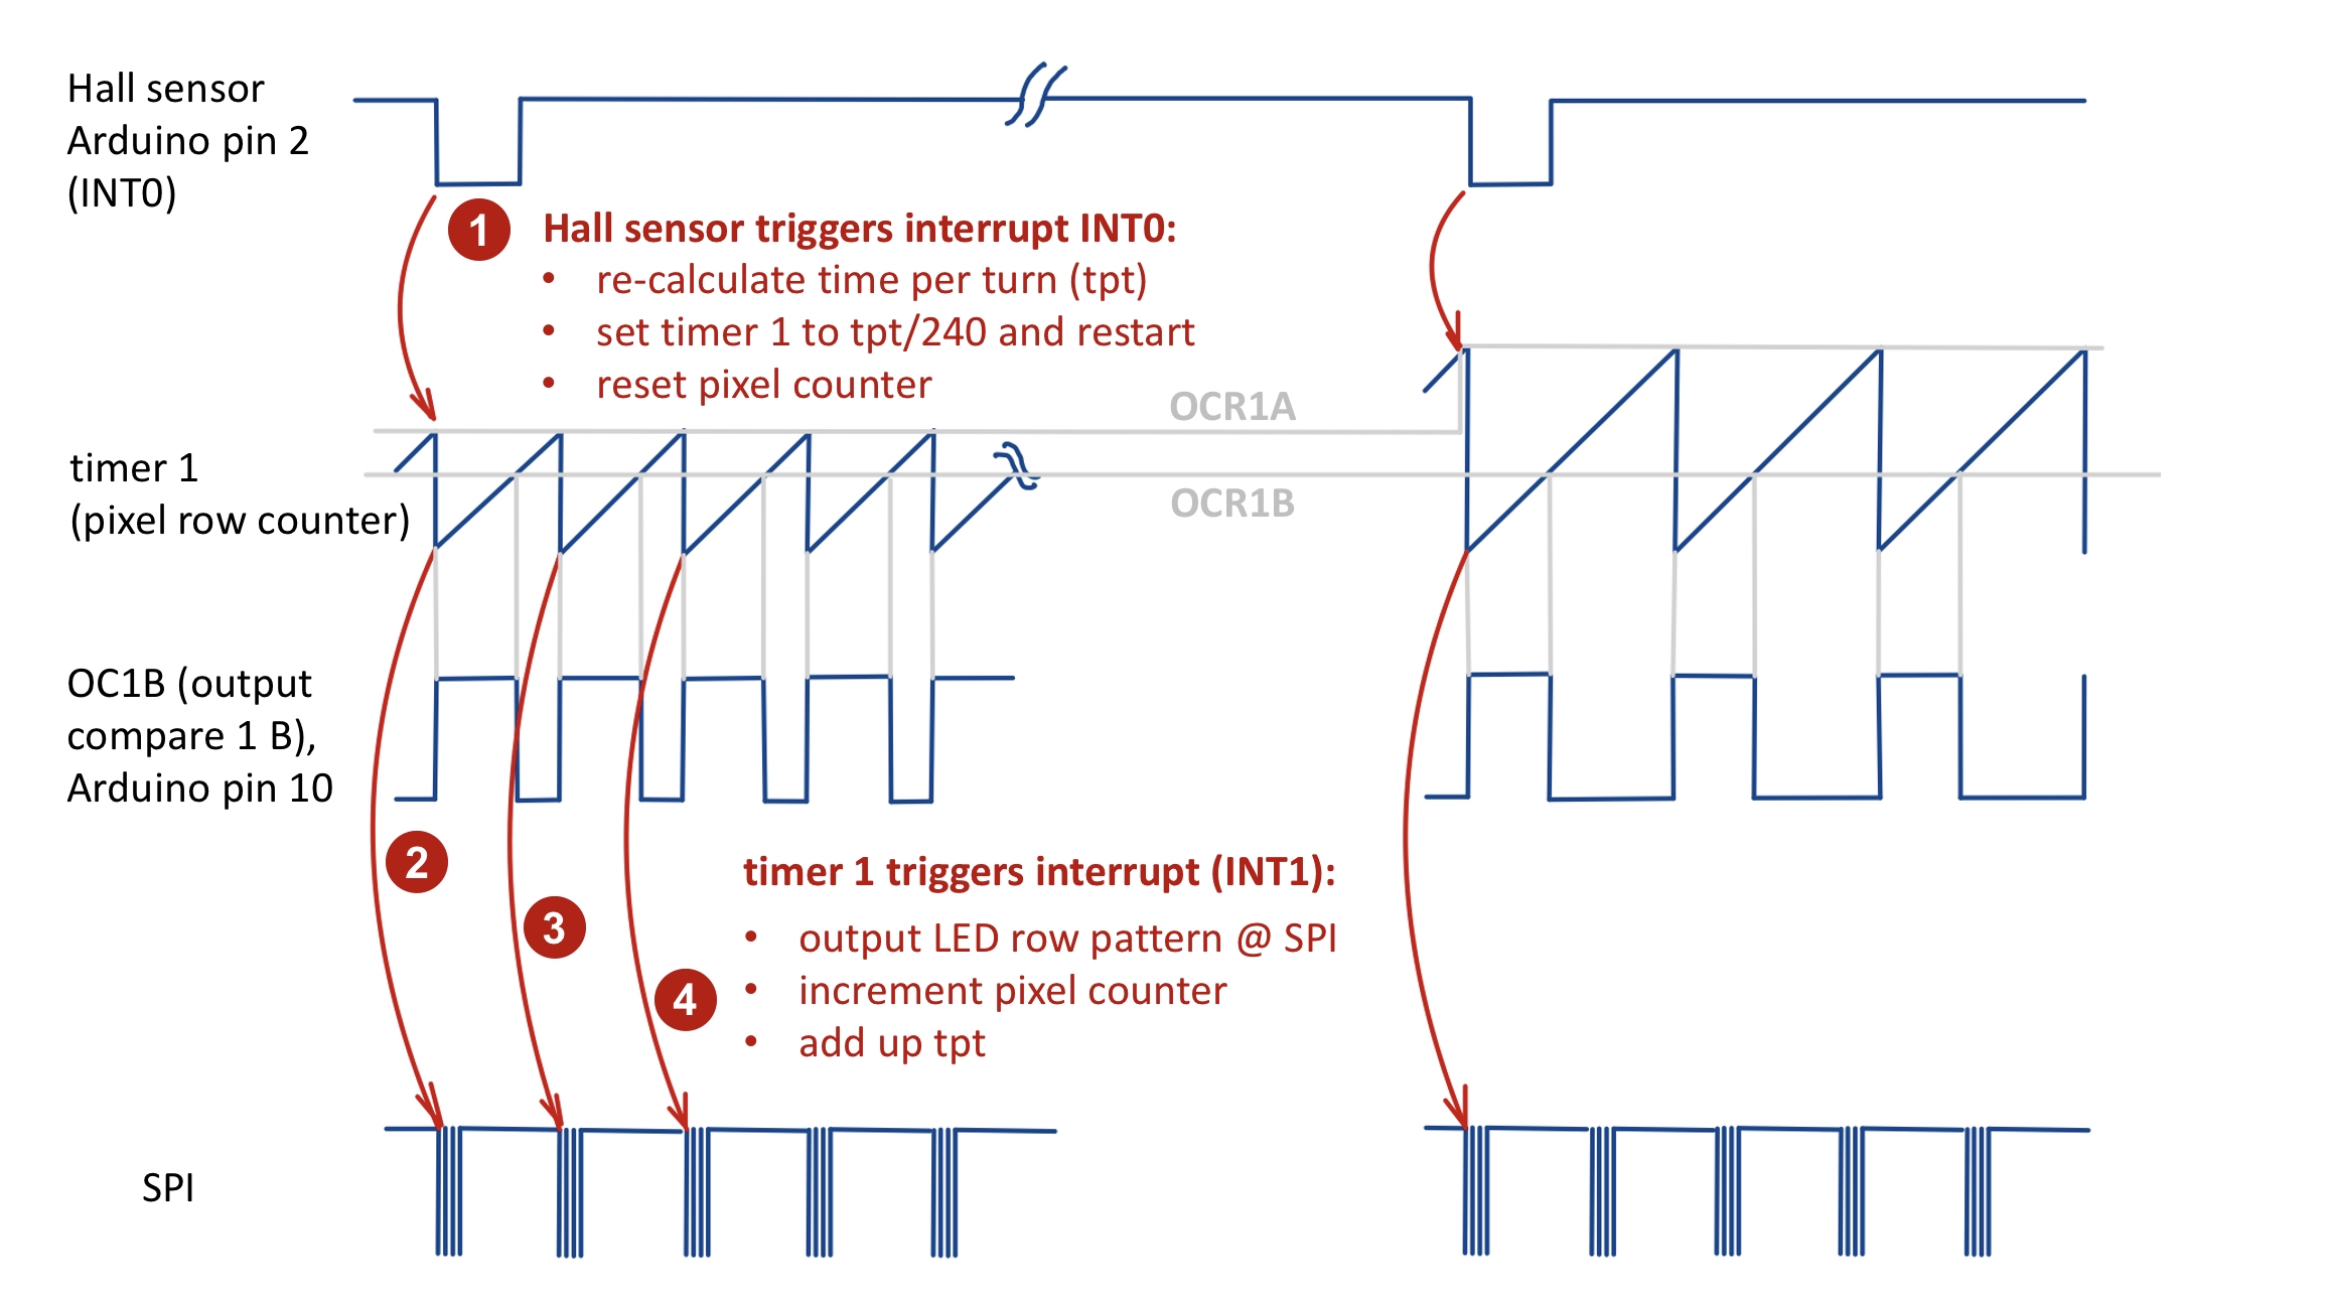 Hall sensor
Arduino pin 2
(INT0)
1
Hall sensor triggers interrupt INT0:
• re-calculate time per turn (tpt)
• set timer 1 to tpt/240 and restart
• reset pixel counter
OCR1A
timer 1
(pixel row counter)
OCR1B
OC1B (output
compare 1 B),
Arduino pin 10
2
3
4
timer 1 triggers interrupt (INT1):
• output LED row pattern @ SPI
• increment pixel counter
• add up tpt
SPI